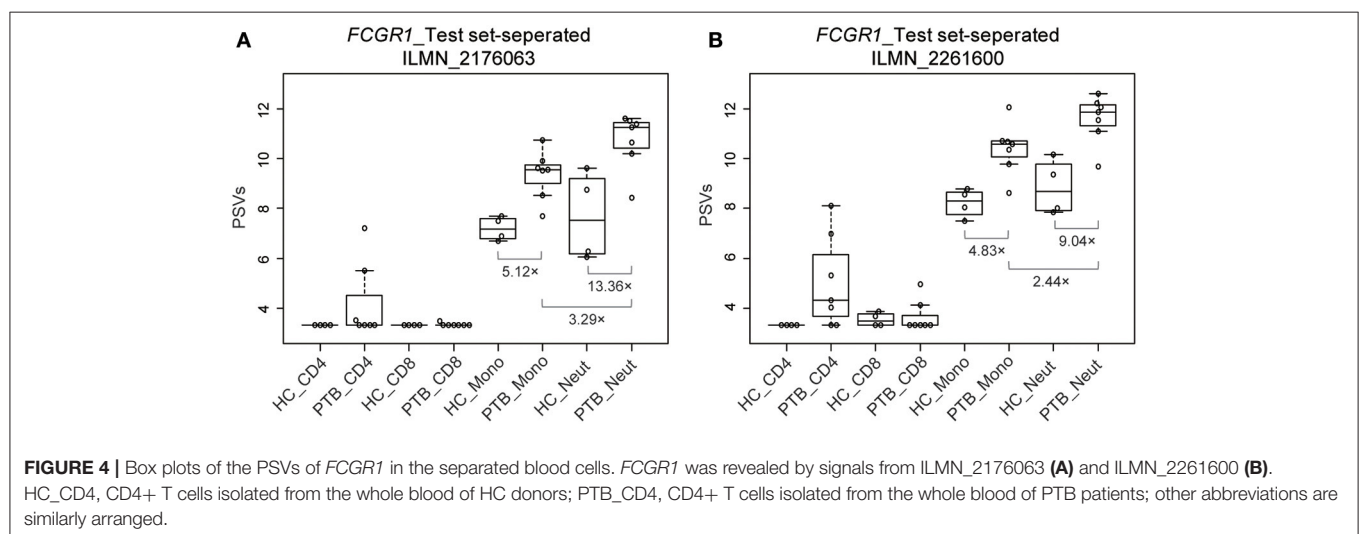 A
FCGR1_Test set-seperated
ILMN_2176063
PSVs
12
10
8
6
4
5.12×
13.36×
3.29×
HC_CD4
PTB_CD4
HC_CD8
PTB_CD8
HC_Mono
PTB_Mono
HC_Neut
PTB_Neut
B
FCGR1_Test set-seperated
ILMN_2261600
PSVs
12
10
8
6
4
4.83×
9.04×
2.44×
HC_CD4
PTB_CD4
HC_CD8
PTB_CD8
HC_Mono
PTB_Mono
HC_Neut
PTB_Neut
FIGURE 4 | Box plots of the PSVs of FCGR1 in the separated blood cells. FCGR1 was revealed by signals from ILMN_2176063 (A) and ILMN_2261600 (B).
HC_CD4, CD4+ T cells isolated from the whole blood of HC donors; PTB_CD4, CD4+ T cells isolated from the whole blood of PTB patients; other abbreviations are
similarly arranged.